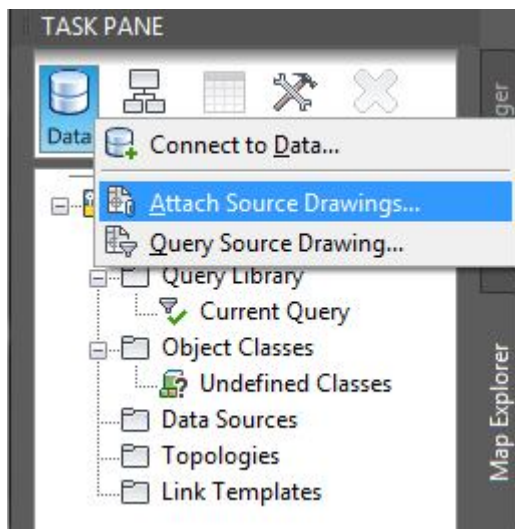 TASK PANE
Data
Connect to Data...
Attach Source Drawings...
Query Source Drawing...
Query Library
Current Query
Object Classes
Undefined Classes
Data Sources
Topologies
Link Templates
Map Explorer